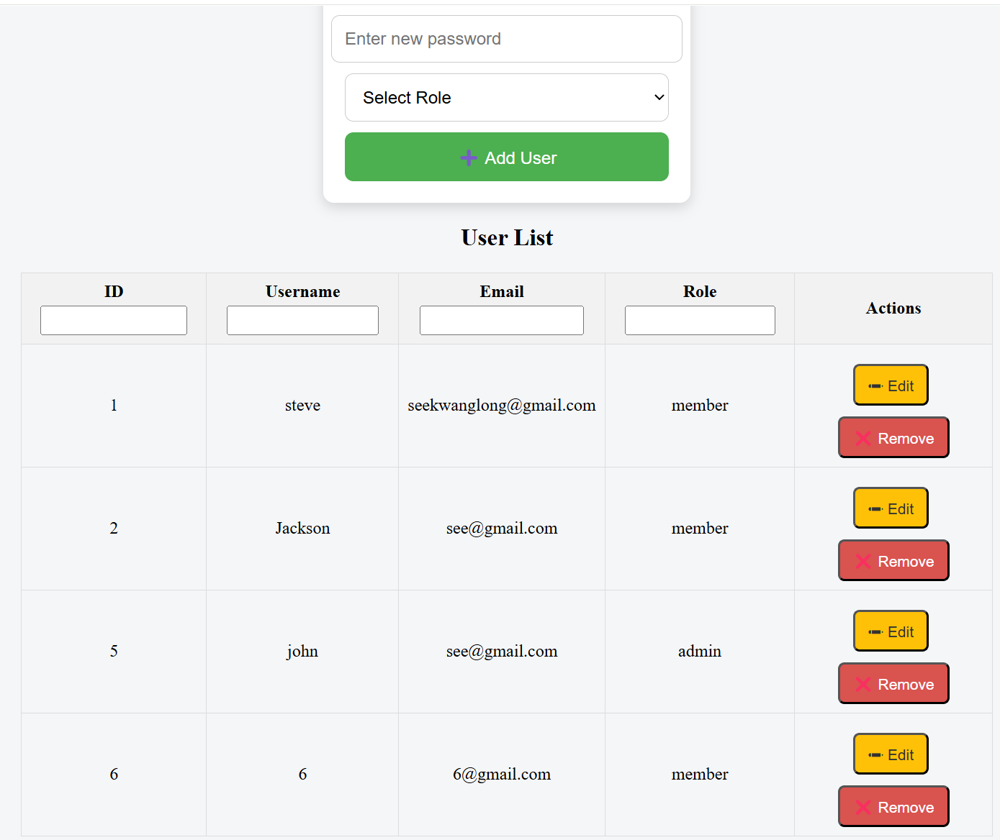 Enter new password
Select Role
➕ Add User
User List
ID Username Email Role Actions
1 steve seekwanglong@gmail.com member ✏ Edit
❌ Remove
2 Jackson see@gmail.com member ✏ Edit
❌ Remove
5 john see@gmail.com admin ✏ Edit
❌ Remove
6 6 6@gmail.com member ✏ Edit
❌ Remove